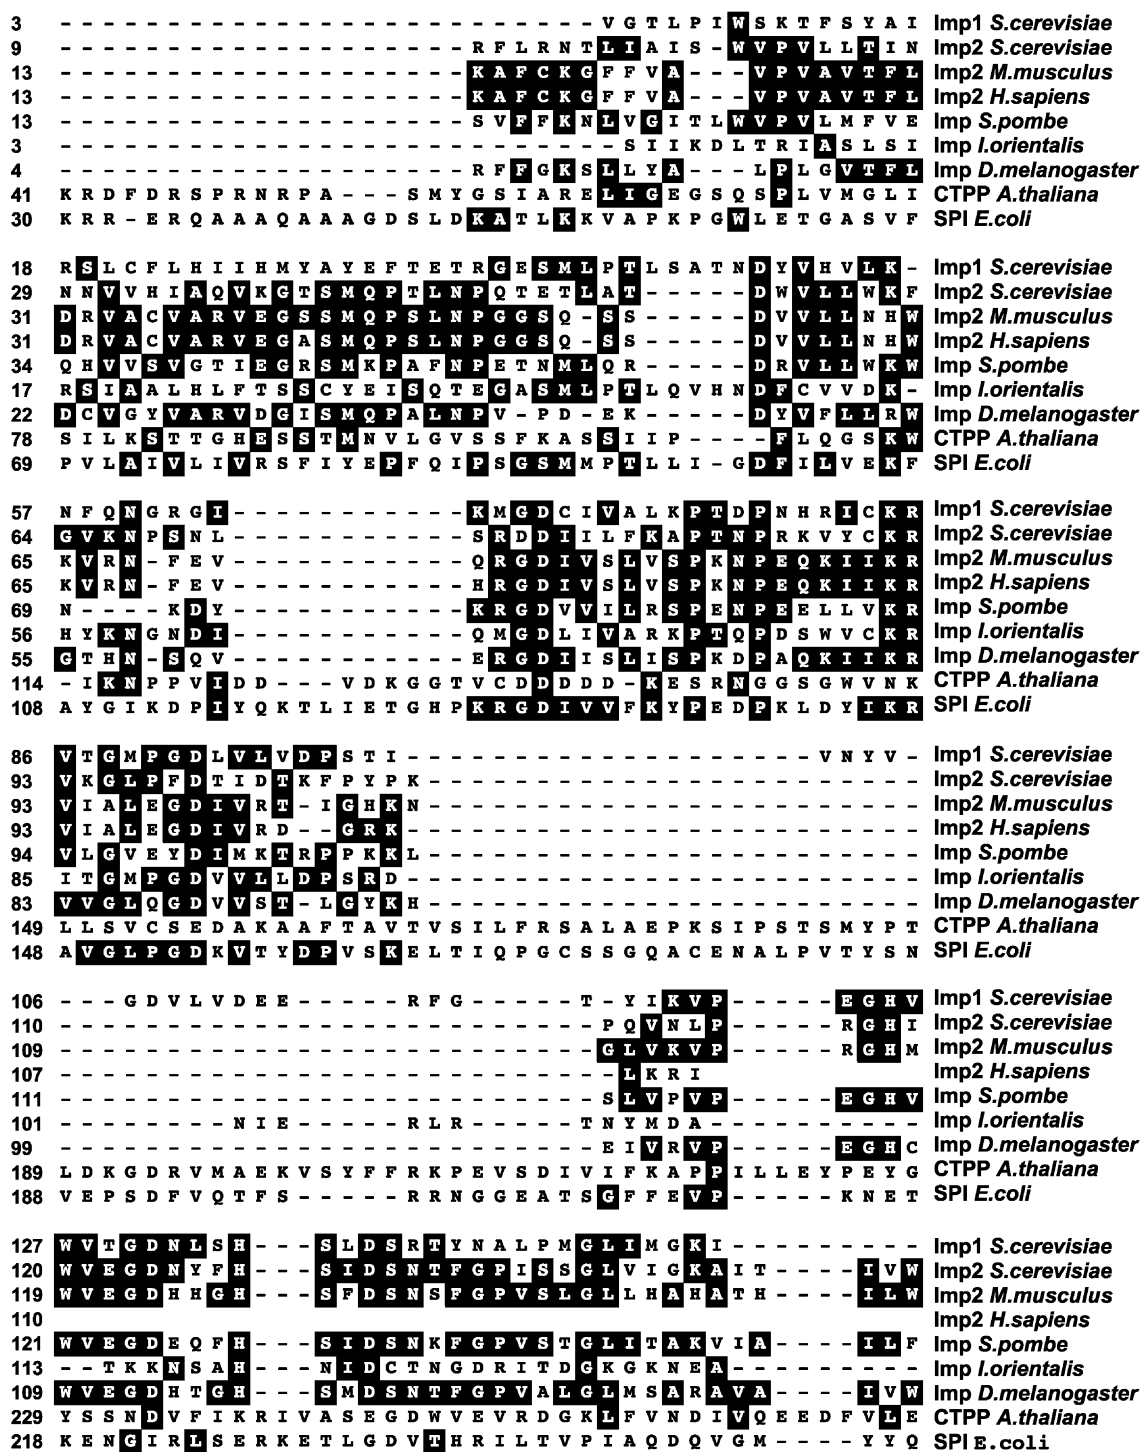 3 - - - - - - - - - - - - - - - - - - - - - - - - - V G T L P I W S K T F S Y A I Imp1 S.cerevisiae
9 - - - - - - - - - - - - - - - - - - - R F L R N T L I A I S - W V P V L L T I N Imp2 S.cerevisiae
13 - - - - - - - - - - - - - - - - - - - K A F C K G F F V A - - - V P V A V T F L Imp2 M.musculus
13 - - - - - - - - - - - - - - - - - - - K A F C K G F F V A - - - V P V A V T F L Imp2 H.sapiens
13 - - - - - - - - - - - - - - - - - - - S V F F K N L V G I T L W V P V L M F V E Imp S.pombe
3 - - - - - - - - - - - - - - - - - - - - - - - - - - S I I K D L T R I A S L S I Imp I.orientalis
4 - - - - - - - - - - - - - - - - - - - R F F G K S L L Y A - - - L P L G V T F L Imp D.melanogaster
41 K R D F D R S P R N R P A - - - S M Y G S I A R E L I G E G S Q S P L V M G L I CTPP A.thaliana
30 K R R - E R Q A A A Q A A A G D S L D K A T L K K V A P K P G W L E T G A S V F SPI E.coli
18 R S L C F L H I I H M Y A Y E F T E T R G E S M L P T L S A T N D Y V H V L K - Imp1 S.cerevisiae
29 N N V V H I A Q V K G T S M Q P T L N P Q T E T L A T - - - - - D W V L L W K F Imp2 S.cerevisiae
31 D R V A C V A R V E G S S M Q P S L N P G G S Q - S S - - - - - D V V L L N H W Imp2 M.musculus
31 D R V A C V A R V E G A S M Q P S L N P G G S Q - S S - - - - - D V V L L N H W Imp2 H.sapiens
34 Q H V V S V G T I E G R S M K P A F N P E T N M L Q R - - - - - D R V L L W K W Imp S.pombe
17 R S I A A L H L F T S S C Y E I S Q T E G A S M L P T L Q V H N D F C V V D K - Imp I.orientalis
22 D C V G Y V A R V D G I S M Q P A L N P V - P D - E K - - - - - D Y V F L L R W Imp D.melanogaster
78 S I L K S T T G H E S S T M N V L G V S S F K A S S I I P - - - - F L Q G S K W CTPP A.thaliana
69 P V L A I V L I V R S F I Y E P F Q I P S G S M M P T L L I - G D F I L V E K F SPI E.coli
57 N F Q N G R G I - - - - - - - - - - - K M G D C I V A L K P T D P N H R I C K R Imp1 S.cerevisiae
64 G V K N P S N L - - - - - - - - - - - S R D D I I L F K A P T N P R K V Y C K R Imp2 S.cerevisiae
65 K V R N - F E V - - - - - - - - - - - Q R G D I V S L V S P K N P E Q K I I K R Imp2 M.musculus
65 K V R N - F E V - - - - - - - - - - - H R G D I V S L V S P K N P E Q K I I K R Imp2 H.sapiens
69 N - - - - K D Y - - - - - - - - - - - K R G D V V I L R S P E N P E E L L V K R Imp S.pombe
56 H Y K N G N D I - - - - - - - - - - - Q M G D L I V A R K P T Q P D S W V C K R Imp I.orientalis
55 G T H N - S Q V - - - - - - - - - - - E R G D I I S L I S P K D P A Q K I I K R Imp D.melanogaster
114 - I K N P P V I D D - - - V D K G G T V C D D D D D - K E S R N G G S G W V N K CTPP A.thaliana
108 A Y G I K D P I Y Q K T L I E T G H P K R G D I V V F K Y P E D P K L D Y I K R SPI E.coli
86 V T G M P G D L V L V D P S T I - - - - - - - - - - - - - - - - - - - V N Y V - Imp1 S.cerevisiae
93 V K G L P F D T I D T K F P Y P K - - - - - - - - - - - - - - - - - - - - - - - Imp2 S.cerevisiae
93 V I A L E G D I V R T - I G H K N - - - - - - - - - - - - - - - - - - - - - - - Imp2 M.musculus
93 V I A L E G D I V R D - - G R K - - - - - - - - - - - - - - - - - - - - - - - - Imp2 H.sapiens
94 V L G V E Y D I M K T R P P K K L - - - - - - - - - - - - - - - - - - - - - - - Imp S.pombe
85 I T G M P G D V V L L D P S R D - - - - - - - - - - - - - - - - - - - - - - - - Imp I.orientalis
83 V V G L Q G D V V S T - L G Y K H - - - - - - - - - - - - - - - - - - - - - - - Imp D.melanogaster
149 L L S V C S E D A K A A F T A V T V S I L F R S A L A E P K S I P S T S M Y P T CTPP A.thaliana
148 A V G L P G D K V T Y D P V S K E L T I Q P G C S S G Q A C E N A L P V T Y S N SPI E.coli
106 - - - G D V L V D E E - - - - - R F G - - - - - T - Y I K V P - - - - - E G H V Imp1 S.cerevisiae
110 - - - - - - - - - - - - - - - - - - - - - - - - - P Q V N L P - - - - - R G H I Imp2 S.cerevisiae
109 - - - - - - - - - - - - - - - - - - - - - - - - - G L V K V P - - - - - R G H M Imp2 M.musculus
107 - - - - - - - - - - - - - - - - - - - - - - - - - - L K R I Imp2 H.sapiens
111 - - - - - - - - - - - - - - - - - - - - - - - - - S L V P V P - - - - - E G H V Imp S.pombe
101 - - - - - - - - N I E - - - - - R L R - - - - - T N Y M D A - - - - - - - - - - Imp I.orientalis
99 - - - - - - - - - - - - - - - - - - - - - - - - - E I V R V P - - - - - E G H C Imp D.melanogaster
189 L D K G D R V M A E K V S Y F F R K P E V S D I V I F K A P P I L L E Y P E Y G CTPP A.thaliana
188 V E P S D F V Q T F S - - - - - R R N G G E A T S G F F E V P - - - - - K N E T SPI E.coli
127 W V T G D N L S H - - - S L D S R T Y N A L P M G L I M G K I - - - - - - - - - Imp1 S.cerevisiae
120 W V E G D N Y F H - - - S I D S N T F G P I S S G L V I G K A I T - - - - I V W Imp2 S.cerevisiae
119 W V E G D H H G H - - - S F D S N S F G P V S L G L L H A H A T H - - - - I L W Imp2 M.musculus
110 Imp2 H.sapiens
121 W V E G D E Q F H - - - S I D S N K F G P V S T G L I T A K V I A - - - - I L F Imp S.pombe
113 - - T K K N S A H - - - N I D C T N G D R I T D G K G K N E A - - - - - - - - - Imp I.orientalis
109 W V E G D H T G H - - - S M D S N T F G P V A L G L M S A R A V A - - - - I V W Imp D.melanogaster
229 Y S S N D V F I K R I V A S E G D W V E V R D G K L F V N D I V Q E E D F V L E CTPP A.thaliana
218 K E N G I R L S E R K E T L G D V T H R I L T V P I A Q D Q V G M - - - - Y Y Q SPI E.coli